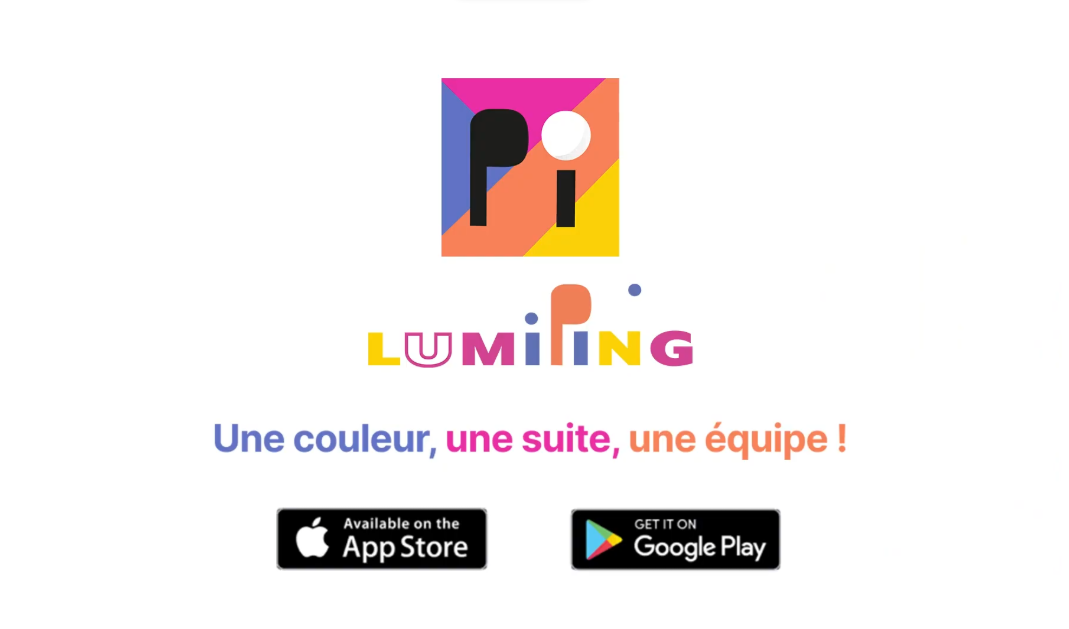 Pi
LUMiPING
Une couleur, une suite, une équipe !
Available on the
App Store
GET IT ON
Google Play